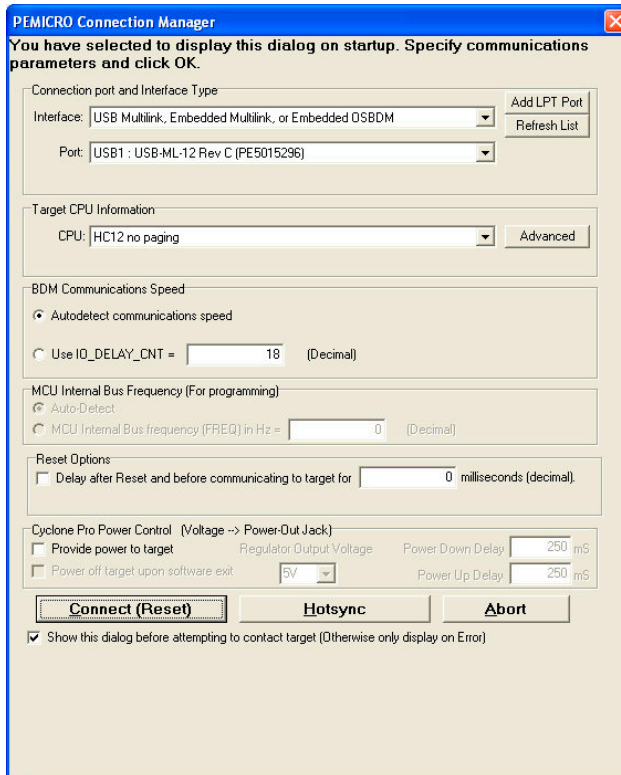 PEMICRO Connection Manager
You have selected to display this dialog on startup. Specify communications
parameters and click OK.
Connection port and Interface Type
Add LPT Port
Interface: USB Multilink, Embedded Multilink, or Embedded OSBDM
Refresh List
Port: USB1 : USB-ML-12 Rev C (PE5015296)
Target CPU Information
CPU: HC12 no paging Advanced
BDM Communications Speed
Autodetect communications speed
Use IO_DELAY_CNT = 18 (Decimal)
MCU Internal Bus Frequency (For programming)
Auto-Detect
MCU Internal Bus frequency (FREQ) in Hz = 0 (Decimal)
Reset Options
Delay after Reset and before communicating to target for 0 milliseconds (decimal).
Cyclone Pro Power Control (Voltage --> Power-Out Jack)
Provide power to target Regulator Output Voltage Power Down Delay 250 mS
Power off target upon software exit 5V Power Up Delay 250 mS
Connect (Reset) Hotsync Abort
Show this dialog before attempting to contact target (Otherwise only display on Error)